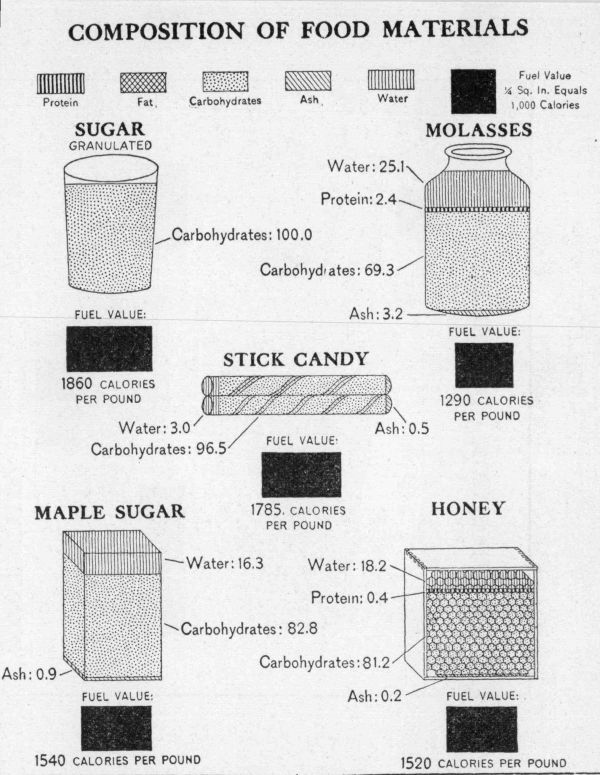 COMPOSITION OF FOOD MATERIALS
Protein
Fat
Carbohydrates
Ash
Water
Fuel Value
¼ Sq. In. Equals
1,000 Calories
SUGAR
GRANULATED
Carbohydrates: 100.0
FUEL VALUE:
1860 CALORIES
PER POUND
MOLASSES
Water: 25.1
Protein: 2.4
Carbohydrates: 69.3
Ash: 3.2
FUEL VALUE:
1290 CALORIES
PER POUND
STICK CANDY
Water: 3.0
Carbohydrates: 96.5
Ash: 0.5
FUEL VALUE:
1785. CALORIES
PER POUND
MAPLE SUGAR
Water: 16.3
Carbohydrates: 82.8
Ash: 0.9
FUEL VALUE:
1540 CALORIES PER POUND
HONEY
Water: 18.2
Protein: 0.4
Carbohydrates: 81.2
Ash: 0.2
FUEL VALUE:
1520 CALORIES PER POUND